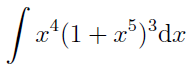 ∫ x⁴(1 + x⁵)³dx